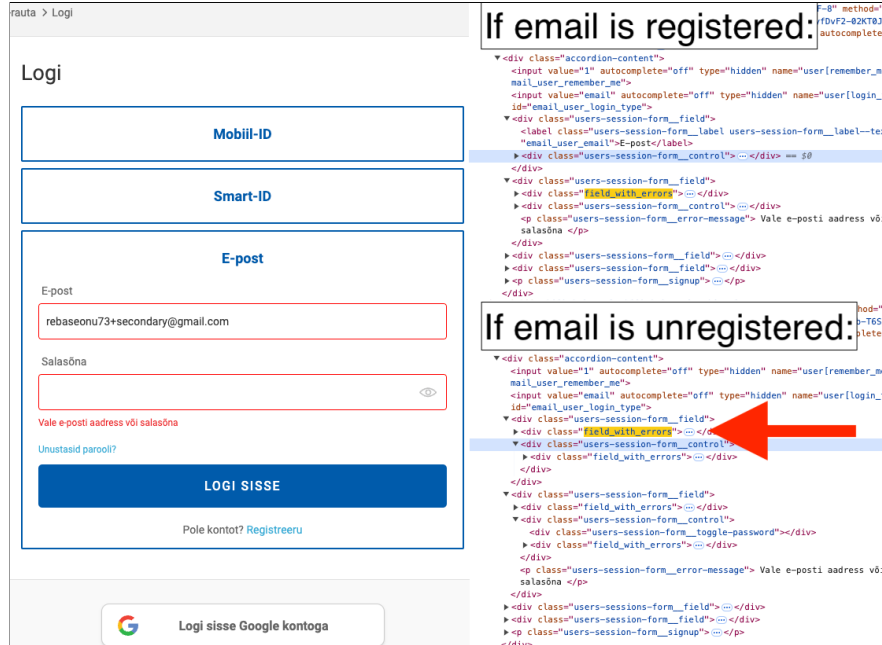 rauta > Logi
Logi
Mobiil-ID
Smart-ID
E-post
E-post
rebaseonu73+secondary@gmail.com
Salasõna
Vale e-posti aadress või salasõna
Unustasid parooli?
LOGI SISSE
Pole kontot? Registreeru
Logi sisse Google kontoga
If email is registered:
F-8" method="
autocomplete
▼<div class="accordion-content">
<input value="1" autocomplete="off" type="hidden" name="user[remember_m
mail_user_remember_me">
<input value="email" autocomplete="off" type="hidden" name="user[login_
id="email_user_login_type">
▼<div class="users-session-form__field">
<label class="users-session-form__label users-session-form__label--te
"email_user_email">E-post</label>
▶<div class="users-session-form__control">…</div> == $0
</div>
▼<div class="users-session-form__field">
▶<div class="field_with_errors">…</div>
▶<div class="users-session-form__control">…</div>
<p class="users-session-form__error-message"> Vale e-posti aadress või
salasõna </p>
</div>
▶<div class="users-sessions-form__field">…</div>
▶<div class="users-session-form__field">…</div>
▶<p class="users-session-form__signup">…</p>
</div>
If email is unregistered:
▼<div class="accordion-content">
<input value="1" autocomplete="off" type="hidden" name="user[remember_m
mail_user_remember_me">
<input value="email" autocomplete="off" type="hidden" name="user[login_
id="email_user_login_type">
▼<div class="users-session-form__field">
▶<div class="field_with_errors">…</d
▼<div class="users-session-form__control">
▶<div class="field_with_errors">…</div>
</div>
</div>
▼<div class="users-session-form__field">
▶<div class="field_with_errors">…</div>
▼<div class="users-session-form__control">
<div class="users-session-form__toggle-password"></div>
▶<div class="field_with_errors">…</div>
</div>
<p class="users-session-form__error-message"> Vale e-posti aadress või
salasõna </p>
</div>
▶<div class="users-sessions-form__field">…</div>
▶<div class="users-session-form__field">…</div>
▶<p class="users-session-form__signup">…</p>
</div>